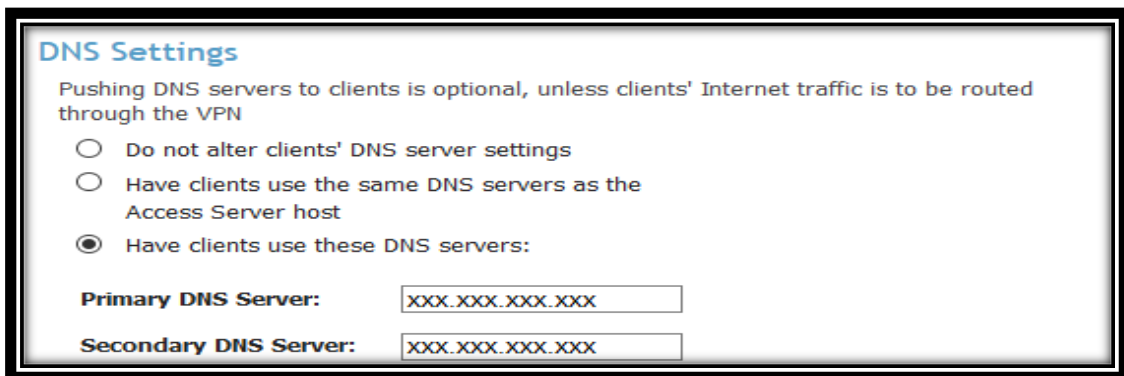 DNS Settings
Pushing DNS servers to clients is optional, unless clients' Internet traffic is to be routed
through the VPN
Do not alter clients' DNS server settings
Have clients use the same DNS servers as the
Access Server host
Have clients use these DNS servers:
Primary DNS Server: xxx.xxx.xxx.xxx
Secondary DNS Server: xxx.xxx.xxx.xxx